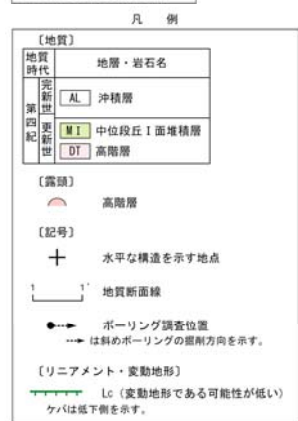 凡 例
〔地質〕
地質時代 地層・岩石名
第四紀 完新世 AL 沖積層
更新世 MⅠ 中位段丘Ⅰ面堆積層
DT 高階層
〔露頭〕
高階層
〔記号〕
水平な構造を示す地点
1 1' 地質断面線
ボーリング調査位置
は斜めボーリングの掘削方向を示す。
〔リニアメント・変動地形〕
Lc（変動地形である可能性が低い）
ケバは低下側を示す。